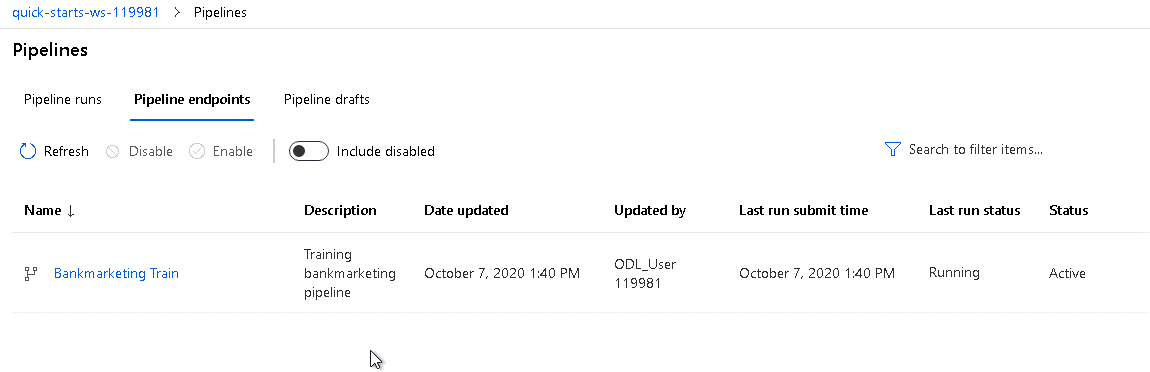 quick-starts-ws-119981 > Pipelines
Pipelines
Pipeline runs Pipeline endpoints Pipeline drafts
Refresh Disable Enable Include disabled Search to filter items...
Name ↓ Description Date updated Updated by Last run submit time Last run status Status
Bankmarketing Train
Training
bankmarketing
pipeline
October 7, 2020 1:40 PM
ODL_User
119981
October 7, 2020 1:40 PM
Running
Active